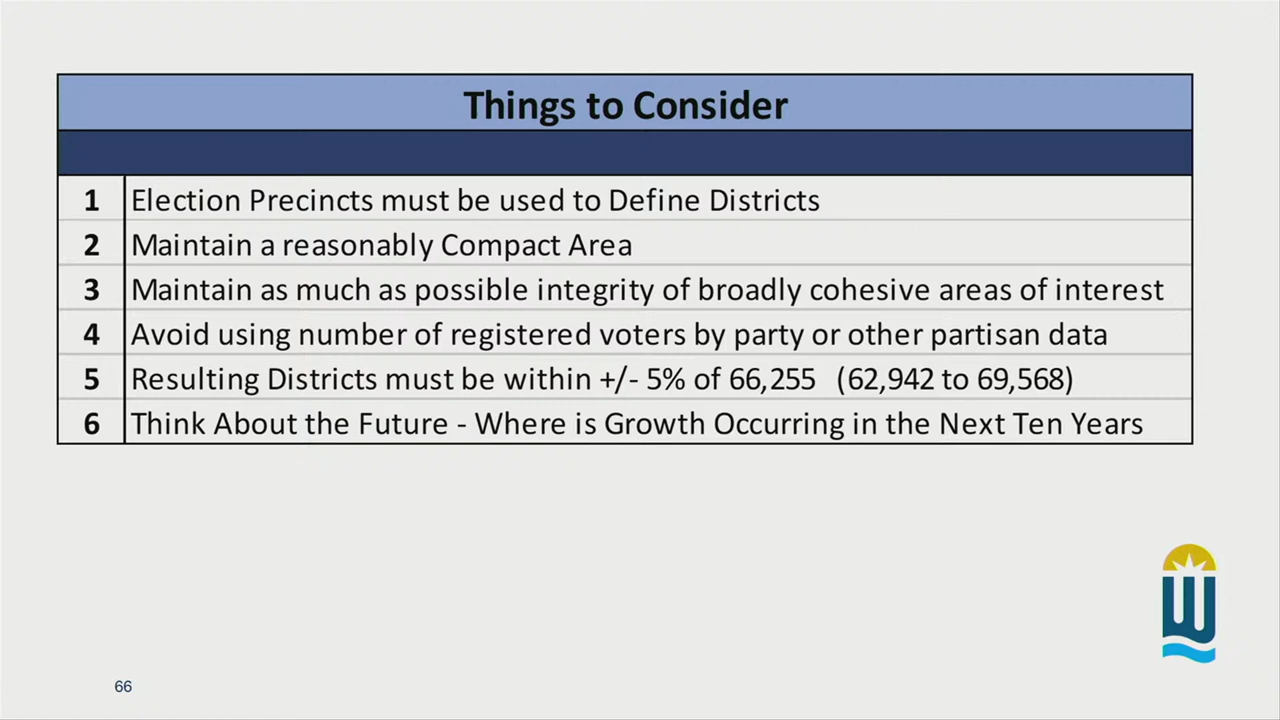 Things to Consider
1 Election Precincts must be used to Define Districts
2 Maintain a reasonably Compact Area
3 Maintain as much as possible integrity of broadly cohesive areas of interest
4 Avoid using number of registered voters by party or other partisan data
5 Resulting Districts must be within +/- 5% of 66,255 (62,942 to 69,568)
6 Think About the Future - Where is Growth Occurring in the Next Ten Years
W
66